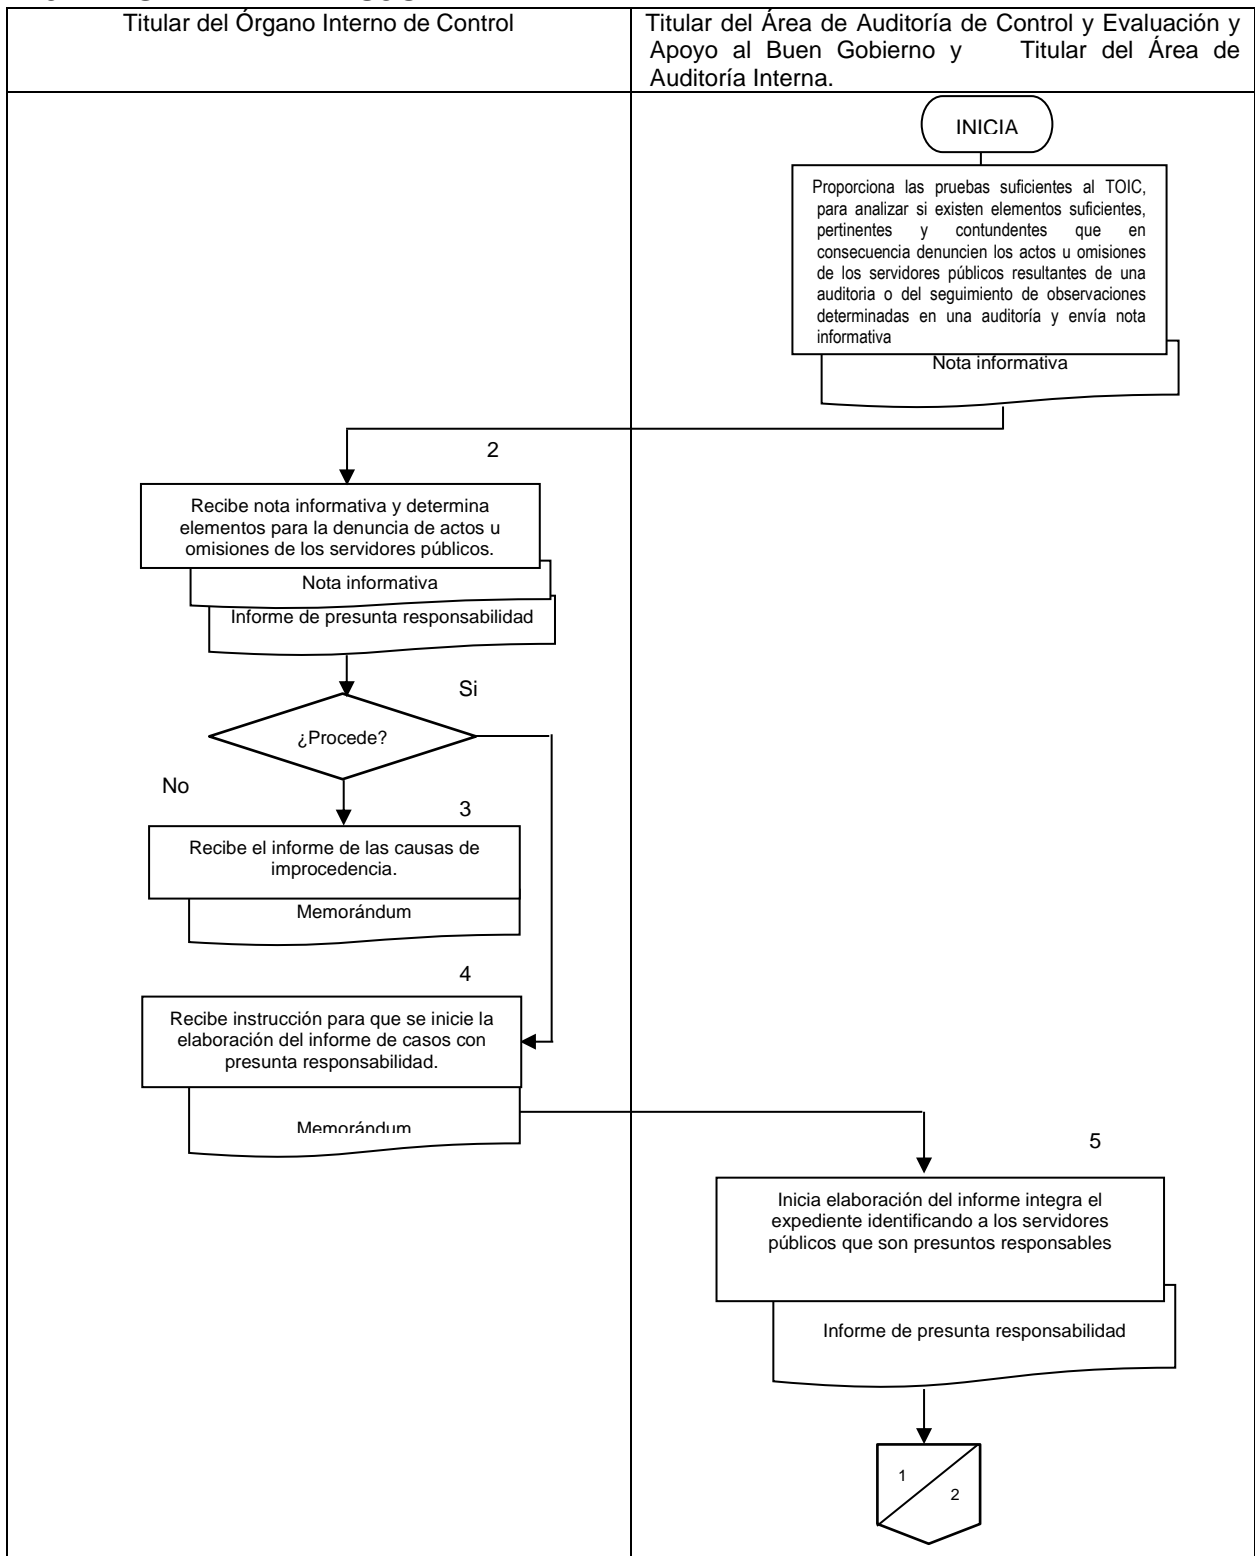 Titular del Órgano Interno de Control
Titular del Área de Auditoría de Control y Evaluación y
Apoyo al Buen Gobierno y Titular del Área de
Auditoría Interna.
INICIA
Proporciona las pruebas suficientes al TOIC,
para analizar si existen elementos suficientes,
pertinentes y contundentes que en
consecuencia denuncien los actos u omisiones
de los servidores públicos resultantes de una
auditoria o del seguimiento de observaciones
determinadas en una auditoría y envía nota
informativa
Nota informativa
2
Recibe nota informativa y determina
elementos para la denuncia de actos u
omisiones de los servidores públicos.
Nota informativa
Informe de presunta responsabilidad
Si
¿Procede?
No
3
Recibe el informe de las causas de
improcedencia.
Memorándum
4
Recibe instrucción para que se inicie la
elaboración del informe de casos con
presunta responsabilidad.
Memorándum
5
Inicia elaboración del informe integra el
expediente identificando a los servidores
públicos que son presuntos responsables
Informe de presunta responsabilidad
1
2